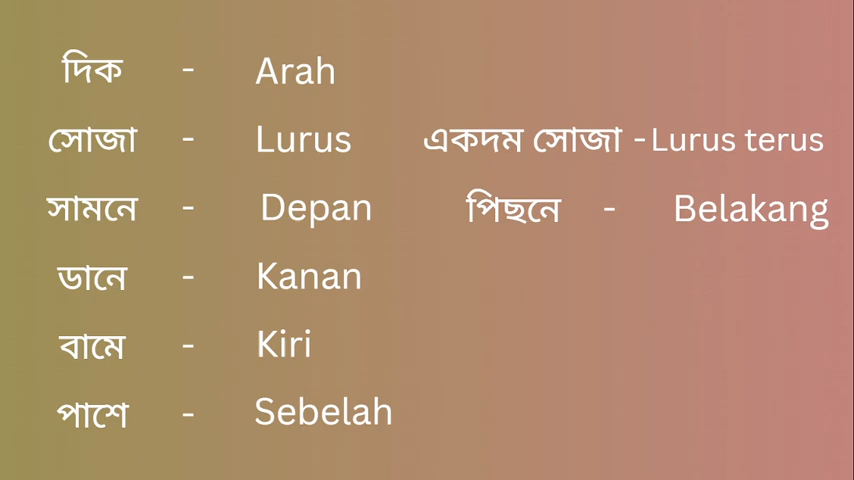 দিক - Arah
সোজা - Lurus একদম সোজা - Lurus terus
সামনে - Depan পিছনে - Belakang
ডানে - Kanan
বামে - Kiri
পাশে - Sebelah